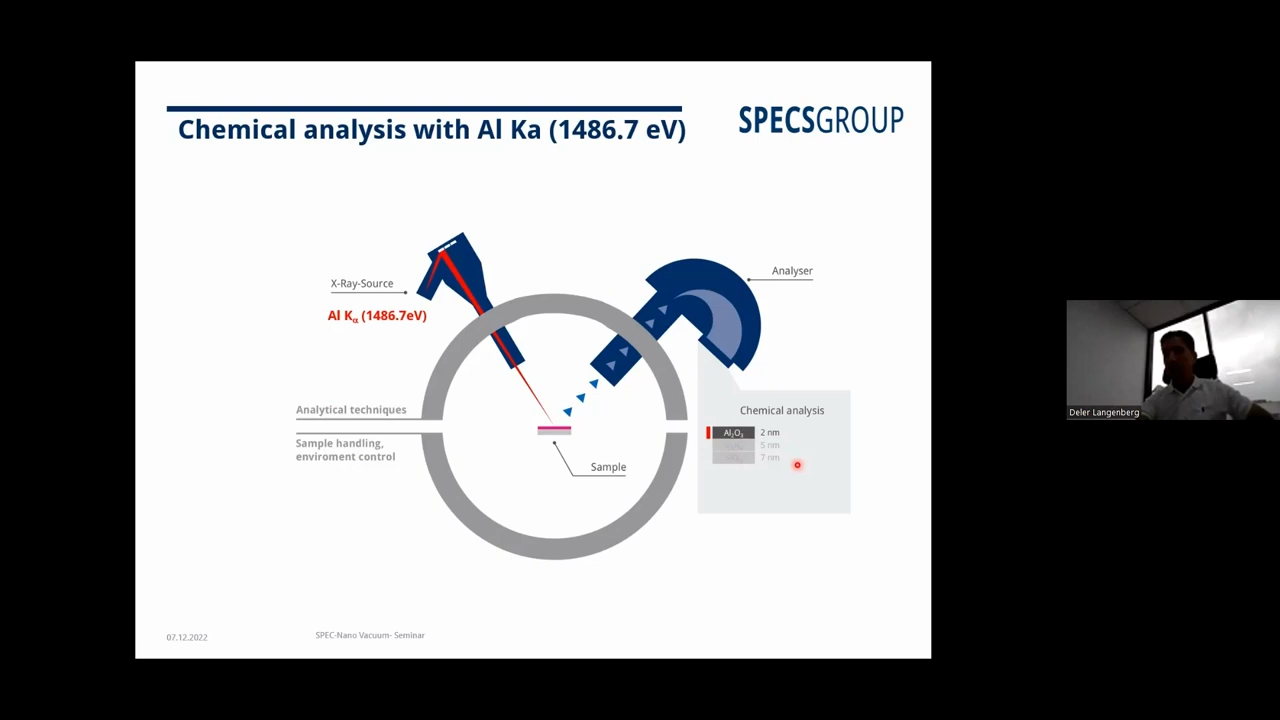 Chemical analysis with Al Ka (1486.7 eV)
SPECSGROUP
X-Ray-Source
Al Kα (1486.7eV)
Analyser
Analytical techniques
Sample handling,
enviroment control
Sample
Chemical analysis
Al₂O₃ 2 nm
5 nm
7 nm
07.12.2022
SPEC-Nano Vacuum- Seminar
Deler Langenberg